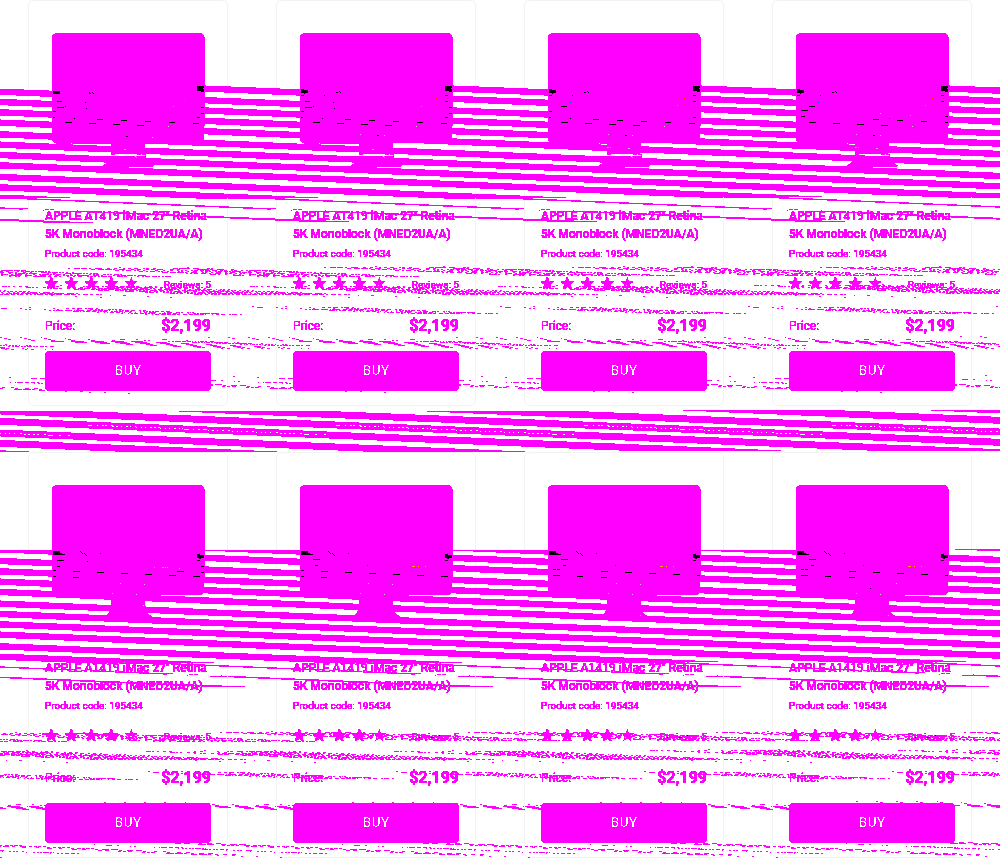 APPLE A1419 iMac 27" Retina APPLE A1419 iMac 27" Retina APPLE A1419 iMac 27" Retina APPLE A1419 iMac 27" Retina
5K Monoblock (MNED2UA/A) 5K Monoblock (MNED2UA/A) 5K Monoblock (MNED2UA/A) 5K Monoblock (MNED2UA/A)
Product code: 195434 Product code: 195434 Product code: 195434 Product code: 195434
Reviews: 5 Reviews: 5 Reviews: 5 Reviews: 5
Price: $2,199 Price: $2,199 Price: $2,199 Price: $2,199
BUY BUY BUY BUY
APPLE A1419 iMac 27" Retina APPLE A1419 iMac 27" Retina APPLE A1419 iMac 27" Retina APPLE A1419 iMac 27" Retina
5K Monoblock (MNED2UA/A) 5K Monoblock (MNED2UA/A) 5K Monoblock (MNED2UA/A) 5K Monoblock (MNED2UA/A)
Product code: 195434 Product code: 195434 Product code: 195434 Product code: 195434
Reviews: 5 Reviews: 5 Reviews: 5 Reviews: 5
Price: $2,199 Price: $2,199 Price: $2,199 Price: $2,199
BUY BUY BUY BUY